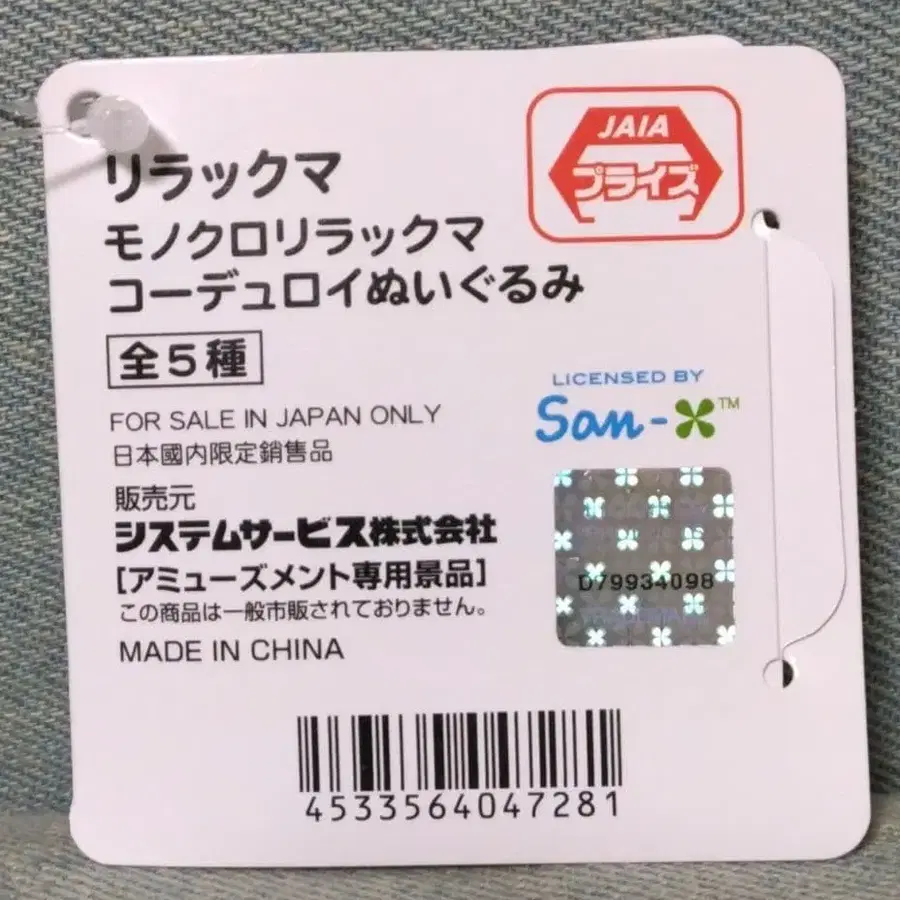 リラックマ
モノクロリラックマ
コーデュロイぬいぐるみ
全5種
FOR SALE IN JAPAN ONLY
日本國内限定銷售品
販売元
システムサービス株式会社
[アミューズメント専用景品]
この商品は一般市販されておりません。
MADE IN CHINA
JAIA
プライズ
LICENSED BY
San-X™
D79934098
4533564047281